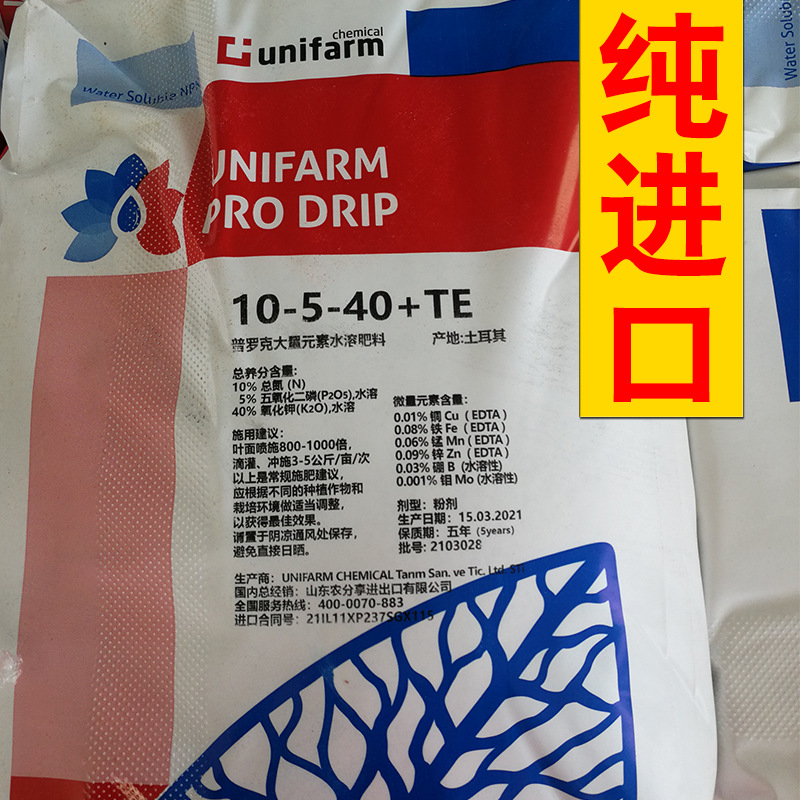 chemical
unifarm
Water Soluble NPK
Water Solub
纯进口
UNIFARM
PRO DRIP
10-5-40+TE
普罗克大量元素水溶肥料 产地:土耳其
总养分含量:
10% 总氮 (N)
5% 五氧化二磷(P2O5),水溶
40% 氧化钾(K2O),水溶
施用建议:
叶面喷施800-1000倍,
滴灌、冲施3-5公斤/亩/次
以上是常规施肥建议,
应根据不同的种植作物和
栽培环境做适当调整,
以获得最佳效果。
请置于阴凉通风处保存,
避免直接日晒。
微量元素含量:
0.01% 铜 Cu (EDTA)
0.08% 铁 Fe (EDTA)
0.06% 锰 Mn (EDTA)
0.09% 锌 Zn (EDTA)
0.03% 硼 B (水溶性)
0.001% 钼 Mo (水溶性)
剂型: 粉剂
生产日期: 15.03.2021
保质期: 五年 (5years)
批号: 2103028
生产商: UNIFARM CHEMICAL Tarım San. ve Tic. Ltd. Sti
国内总经销: 山东农分享进出口有限公司
全国服务热线: 400-0070-883
进口合同号: 21IL11XP237SGX115